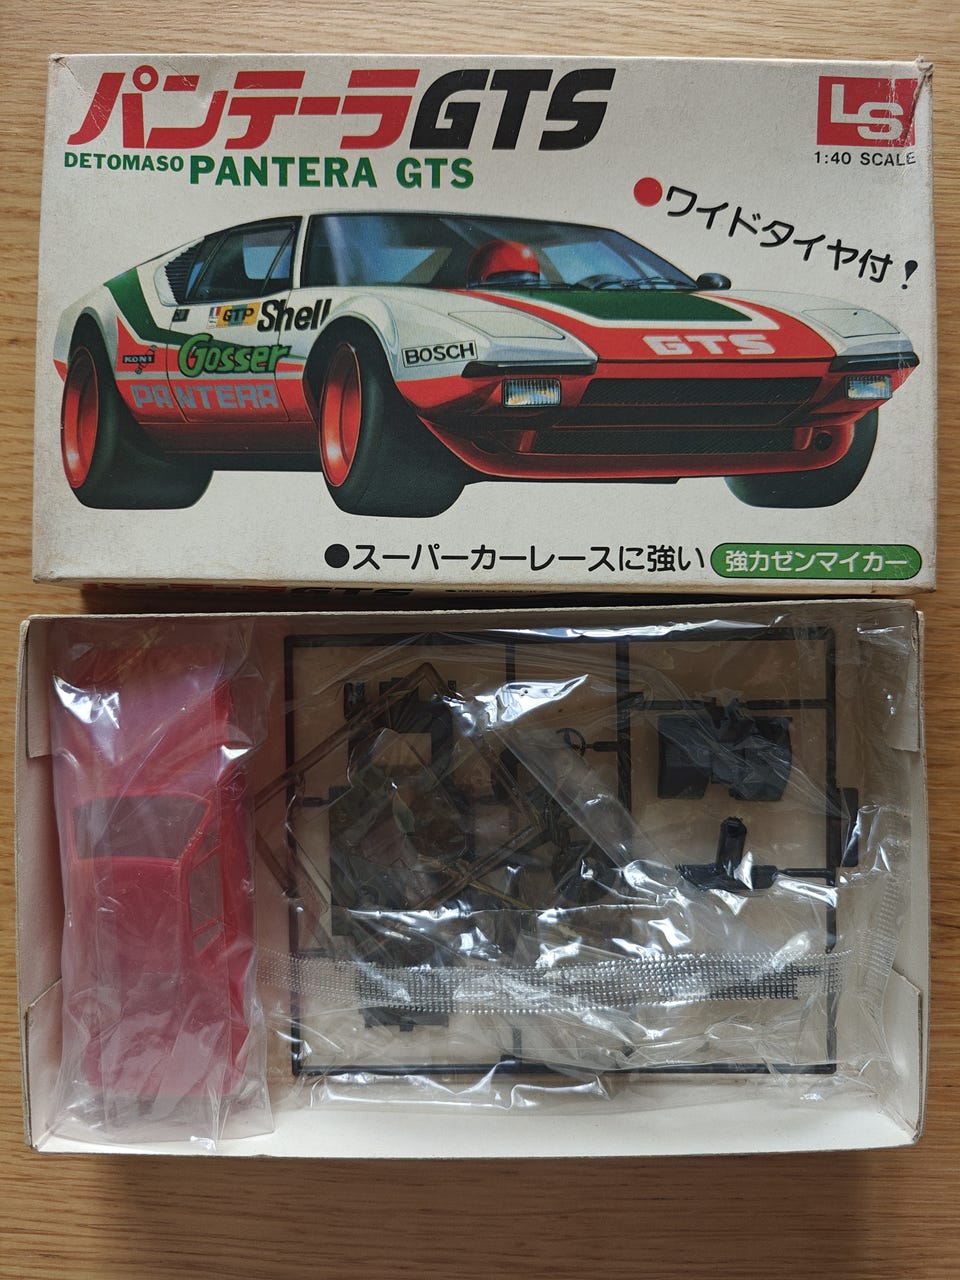 パンテーラGTS
DETOMASO PANTERA GTS
LS
1:40 SCALE
●ワイドタイヤ付!
GTP Shell
Gösser
KONI
PANTERA
BOSCH
GTS
●スーパーカーレースに強い
強力ゼンマイカー